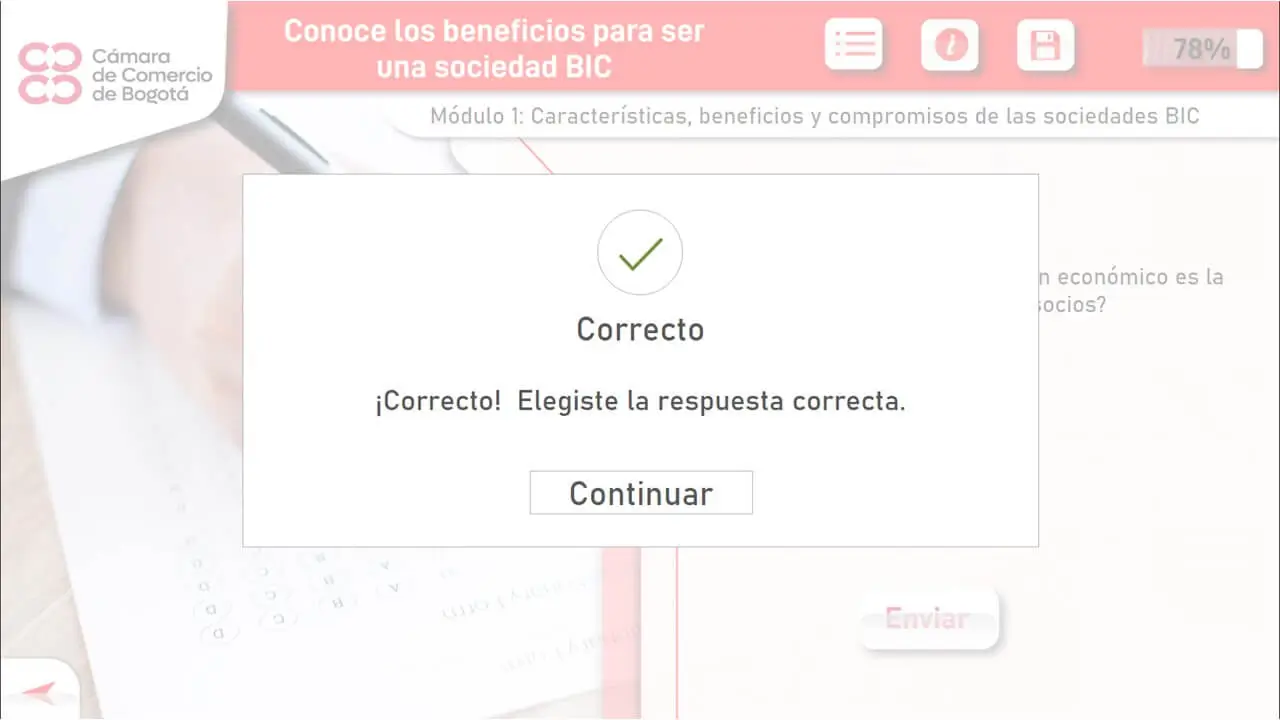 Cámara
de Comercio
de Bogotá
Conoce los beneficios para ser
una sociedad BIC
78%
Módulo 1: Características, beneficios y compromisos de las sociedades BIC
económico es la
socios?
Correcto
¡Correcto! Elegiste la respuesta correcta.
Continuar
Enviar